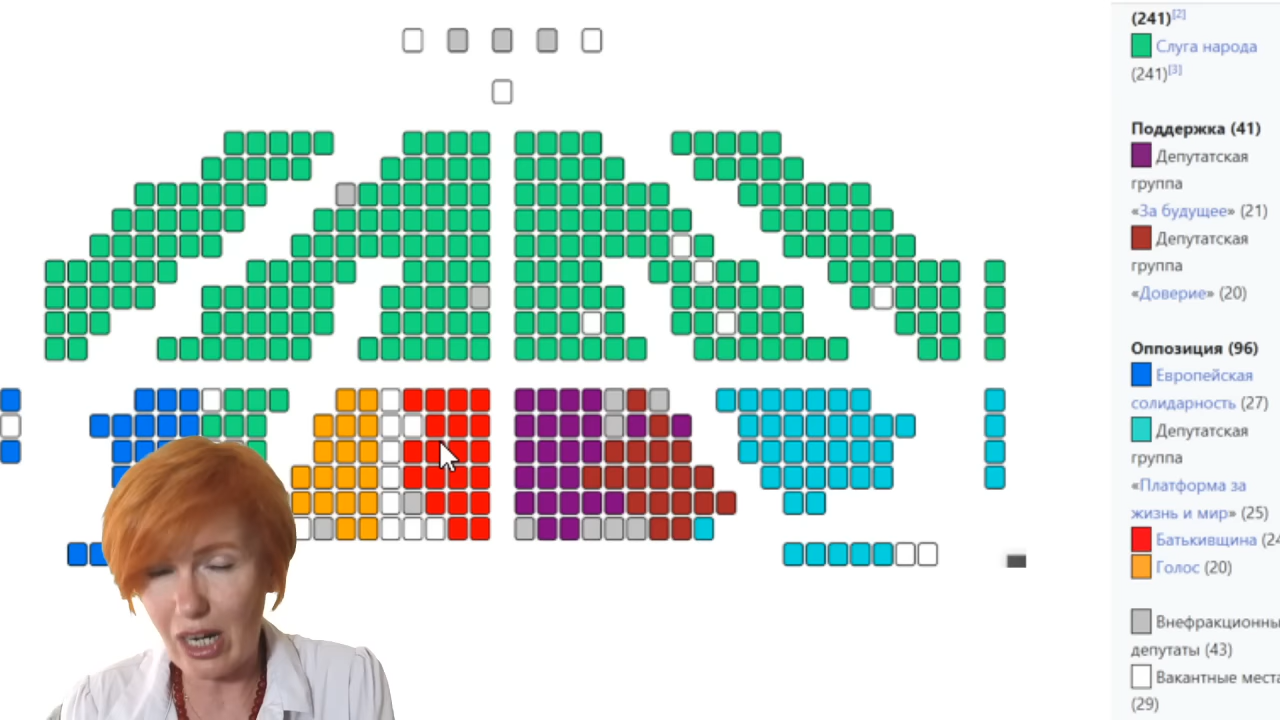 (241)[2]
Слуга народа
(241)[3]
Поддержка (41)
Депутатская
группа
«За будущее» (21)
Депутатская
группа
«Доверие» (20)
Оппозиция (96)
Европейская
солидарность (27)
Депутатская
группа
«Платформа за
жизнь и мир» (25)
Батькивщина (24
Голос (20)
Внефракционны
депутаты (43)
Вакантные места
(29)